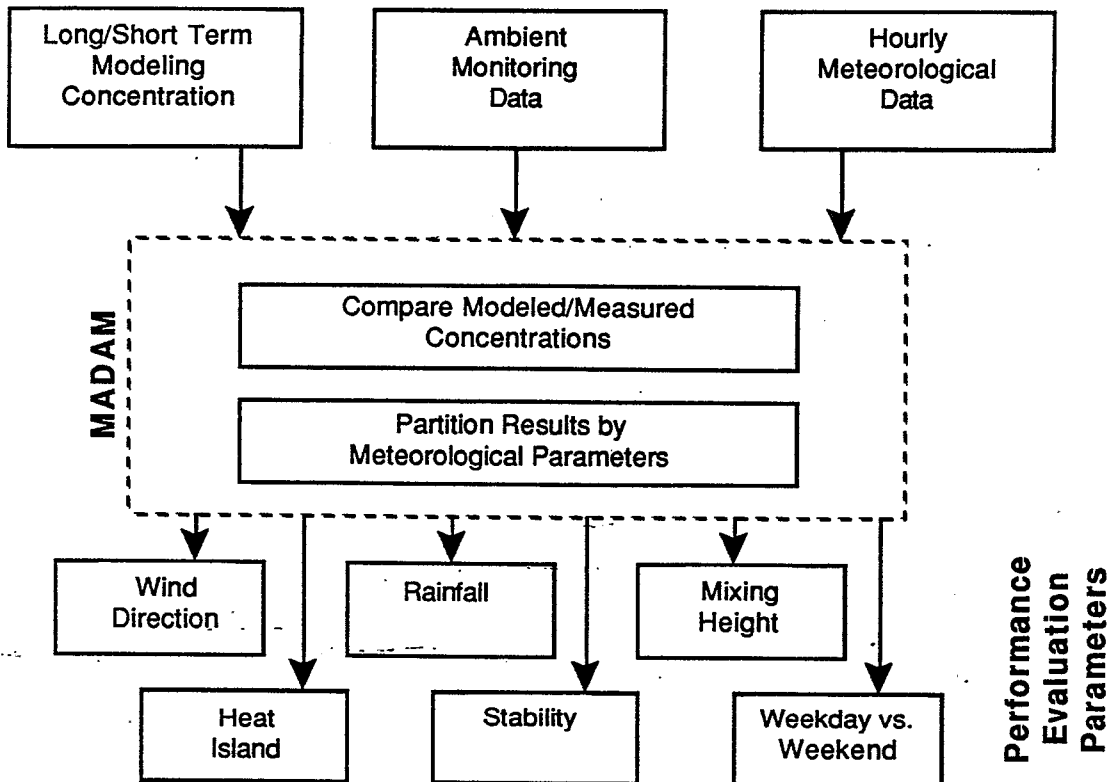 Long/Short Term
Modeling
Concentration
Ambient
Monitoring
Data
Hourly
Meteorological
Data
MADAM
Compare Modeled/Measured
Concentrations
Partition Results by
Meteorological Parameters
Wind
Direction
Rainfall
Mixing
Height
Heat
Island
Stability
Weekday vs.
Weekend
Performance
Evaluation
Parameters